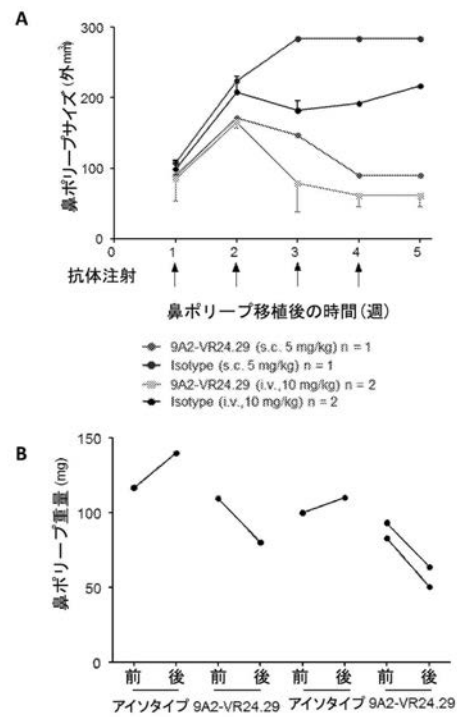 A
鼻ポリープサイズ(外mm³)
300
200
100
0
0 1 2 3 4 5
抗体注射
鼻ポリープ移植後の時間(週)
9A2-VR24.29 (s.c. 5 mg/kg) n = 1
Isotype (s.c. 5 mg/kg) n = 1
9A2-VR24.29 (i.v.,10 mg/kg) n = 2
Isotype (i.v.,10 mg/kg) n = 2
B
鼻ポリープ重量(mg)
150
100
50
0
前 後 前 後 前 後 前 後
アイソタイプ 9A2-VR24.29 アイソタイプ 9A2-VR24.29